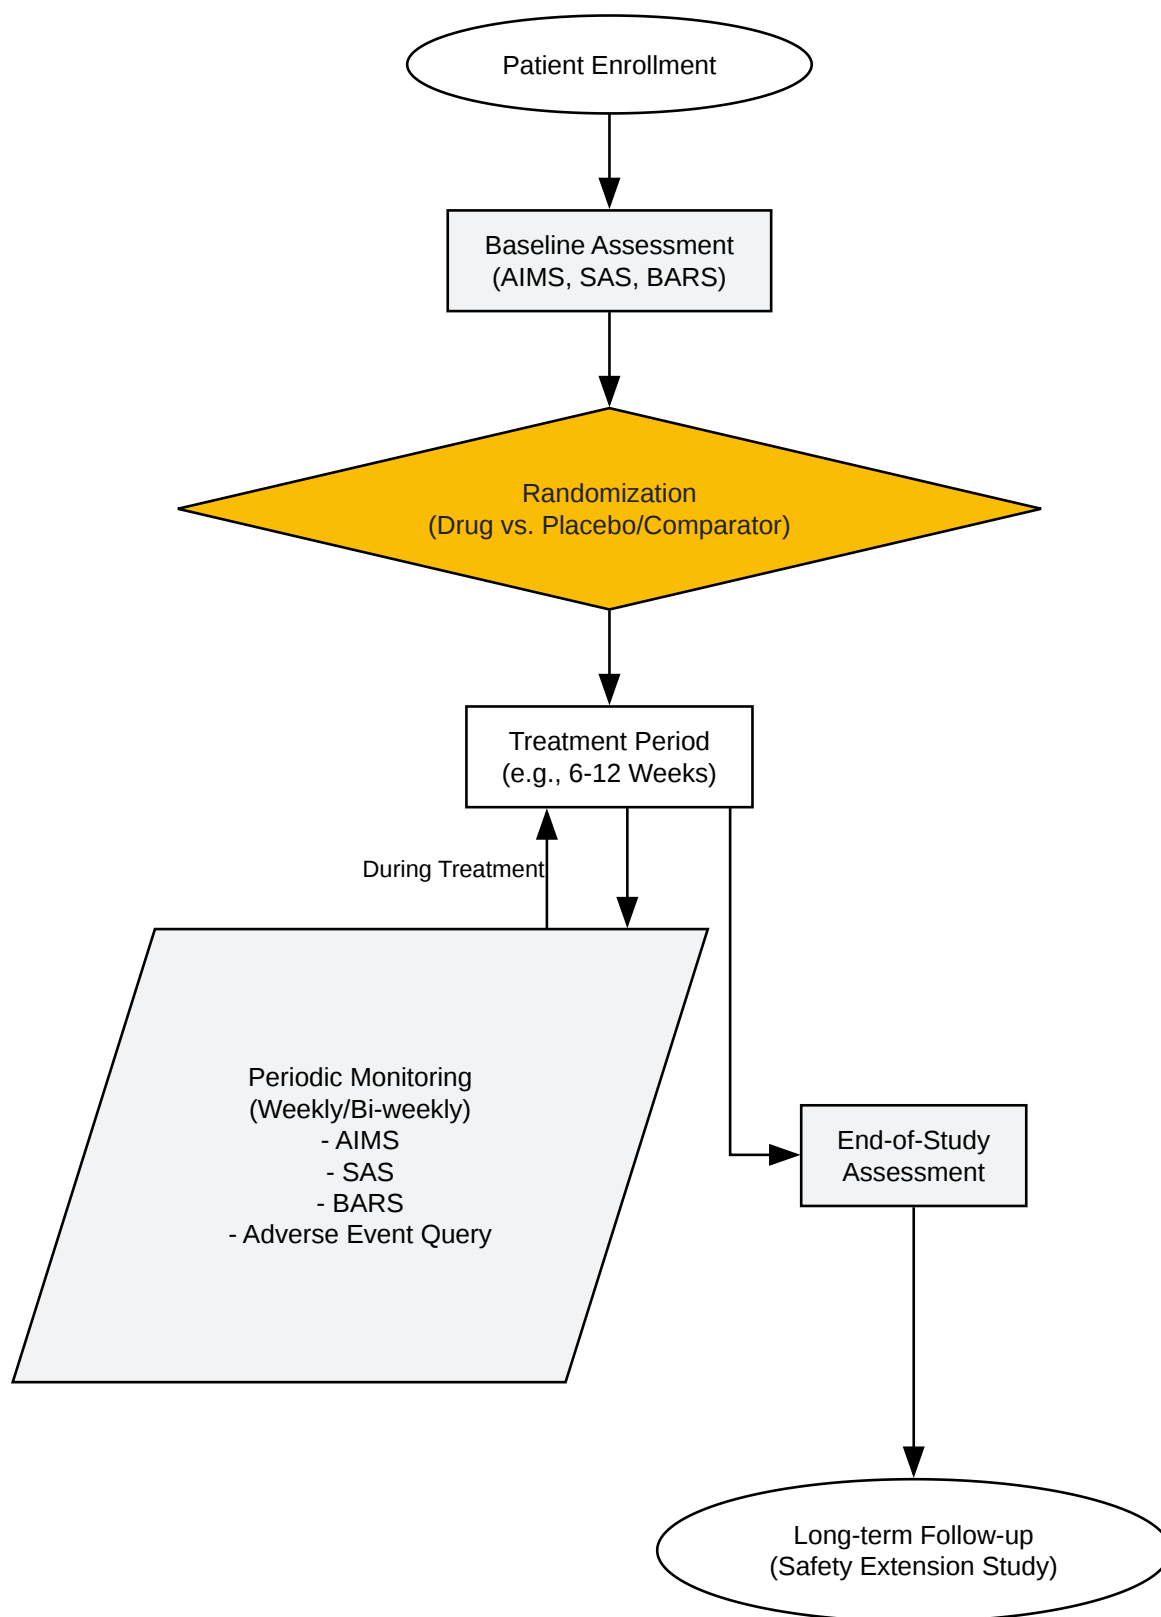 Patient Enrollment
Baseline Assessment
(AIMS, SAS, BARS)
Randomization
(Drug vs. Placebo/Comparator)
Treatment Period
(e.g., 6-12 Weeks)
During Treatment
Periodic Monitoring
(Weekly/Bi-weekly)
- AIMS
- SAS
- BARS
- Adverse Event Query
End-of-Study
Assessment
Long-term Follow-up
(Safety Extension Study)